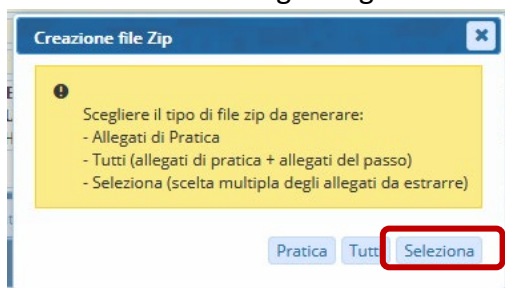 Creazione file Zip
Scegliere il tipo di file zip da generare:
- Allegati di Pratica
- Tutti (allegati di pratica + allegati del passo)
- Seleziona (scelta multipla degli allegati da estrarre)
Pratica Tutti Seleziona